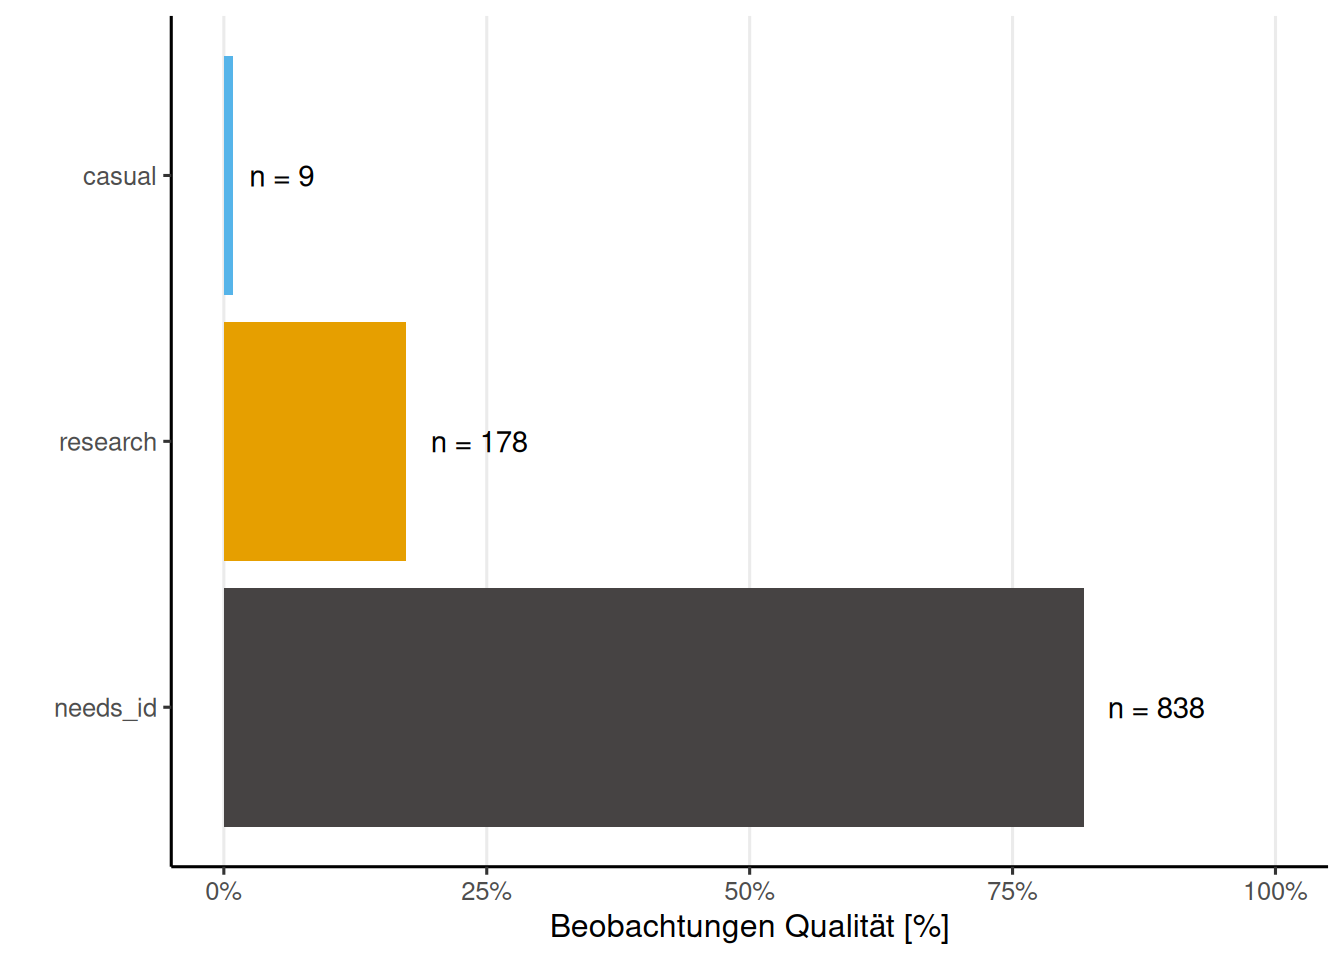 casual
n = 9
research
n = 178
needs_id
n = 838
0% 25% 50% 75% 100%
Beobachtungen Qualität [%]